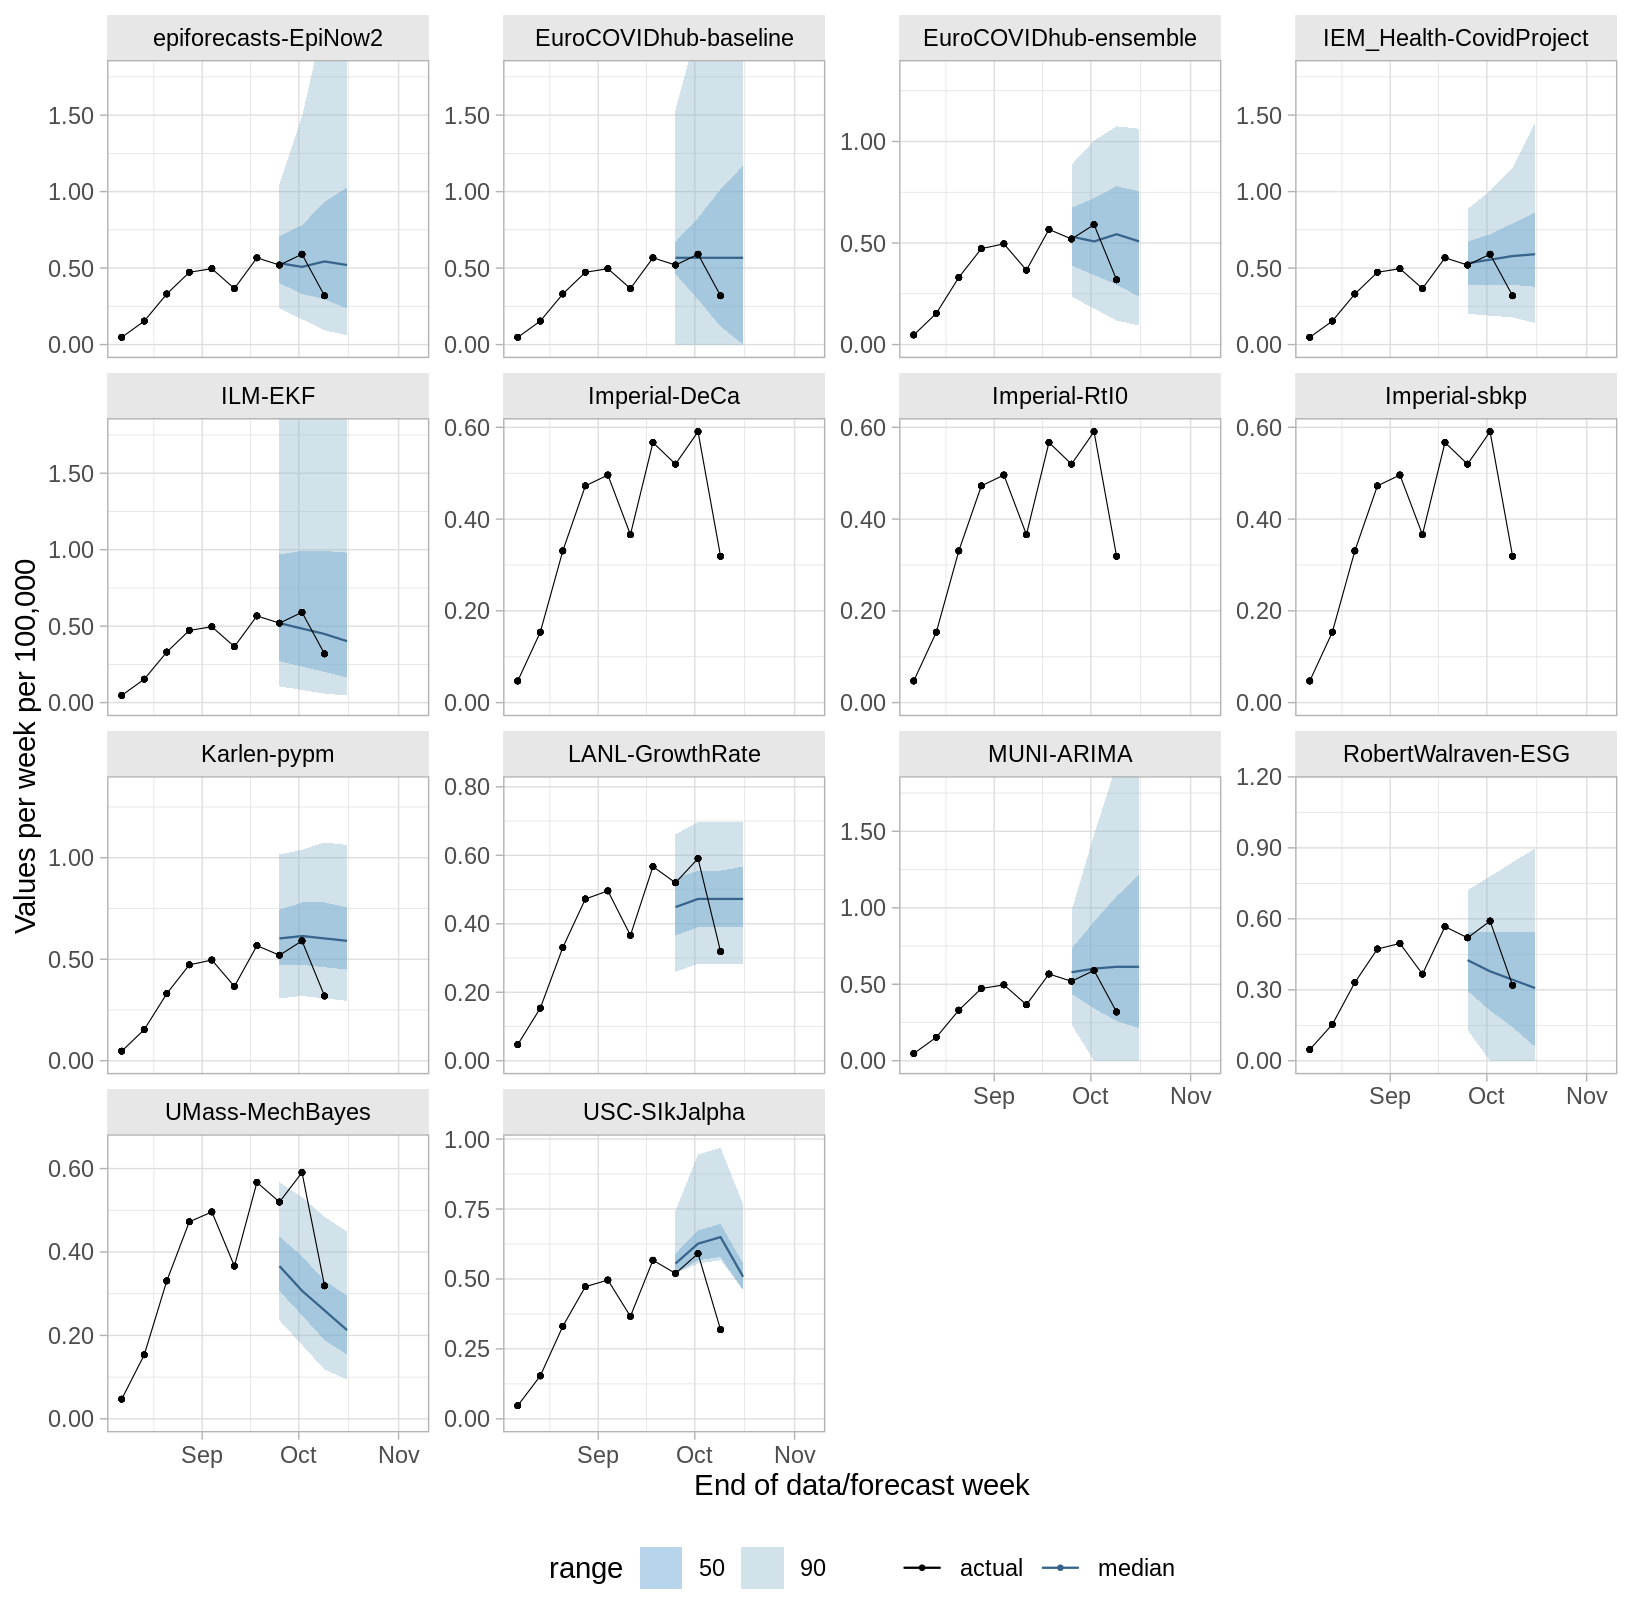 epiforecasts-EpiNow2 EuroCOVIDhub-baseline EuroCOVIDhub-ensemble IEM_Health-CovidProject
1.50 1.50 1.00 1.50
1.00 1.00 0.50 1.00
0.50 0.50 0.00 0.50
0.00 0.00 0.00
ILM-EKF Imperial-DeCa Imperial-RtI0 Imperial-sbkp
1.50 0.60 0.60 0.60
1.00 0.40 0.40 0.40
0.50 0.20 0.20 0.20
0.00 0.00 0.00 0.00
Values per week per 100,000
Karlen-pypm LANL-GrowthRate MUNI-ARIMA RobertWalraven-ESG
1.00 0.80 1.50 1.20
0.50 0.60 1.00 0.90
0.00 0.40 0.50 0.60
0.20 0.00 0.30
0.00 0.00
Sep Oct Nov Sep Oct Nov
UMass-MechBayes USC-SIkJalpha
0.60 1.00
0.40 0.75
0.20 0.50
0.00 0.25
0.00
Sep Oct Nov Sep Oct Nov
End of data/forecast week
range 50 90 actual median